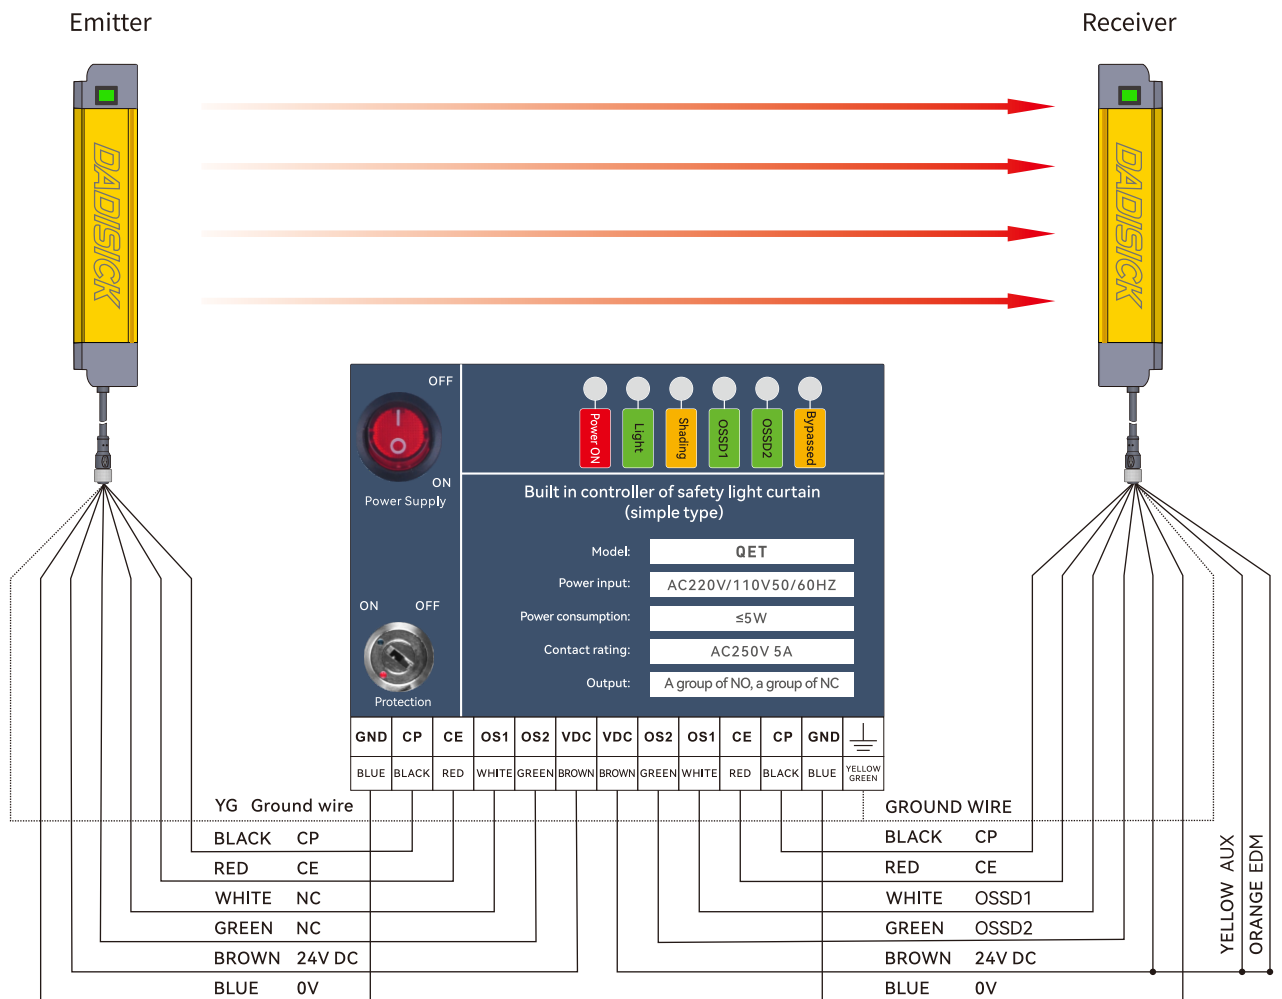 Emitter
Receiver
DADISICK
DADISICK
OFF
ON
Power Supply
ON OFF
Protection
Power ON
Light
Shading
OSSD1
OSSD2
Bypassed
Built in controller of safety light curtain
(simple type)
Model: QET
Power input: AC220V/110V50/60HZ
Power consumption: ≤5W
Contact rating: AC250V 5A
Output: A group of NO, a group of NC
GND CP CE OS1 OS2 VDC VDC OS2 OS1 CE CP GND
BLUE BLACK RED WHITE GREEN BROWN BROWN GREEN WHITE RED BLACK BLUE YELLOW
GREEN
YG Ground wire
BLACK CP
RED CE
WHITE NC
GREEN NC
BROWN 24V DC
BLUE 0V
GROUND WIRE
BLACK CP
RED CE
WHITE OSSD1
GREEN OSSD2
BROWN 24V DC
BLUE 0V
YELLOW AUX
ORANGE EDM